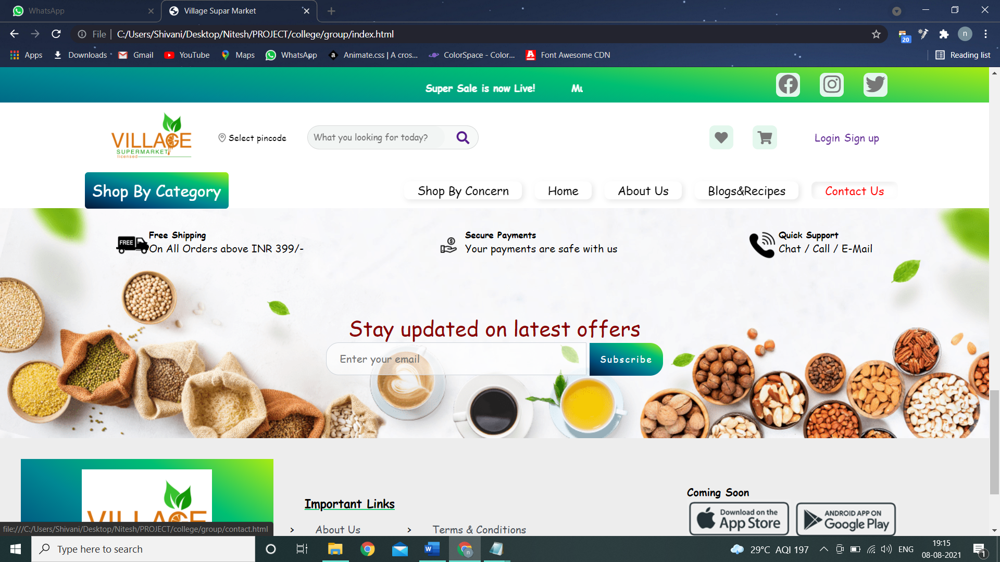 WhatsApp
Village Supar Market
File
C:/Users/Shivani/Desktop/Nitesh/PROJECT/college/group/index.html
20
n
Apps
Downloads
Gmail
YouTube
Maps
WhatsApp
a
Animate.css | A cros...
ColorSpace - Color...
Font Awesome CDN
Reading list
Super Sale is now Live!
Mu
VILLAGE
SUPERMARKET
licensed
Select pincode
What you looking for today?
Login Sign up
Shop By Category
Shop By Concern
Home
About Us
Blogs&Recipes
Contact Us
FREE
Free Shipping
On All Orders above INR 399/-
Secure Payments
Your payments are safe with us
Quick Support
Chat / Call / E-Mail
Stay updated on latest offers
Enter your email
Subscribe
VILLAGE
Important Links
> About Us
> Terms & Conditions
Coming Soon
Download on the
App Store
ANDROID APP ON
Google Play
file:///C:/Users/Shivani/Desktop/Nitesh/PROJECT/college/group/contact.html
Type here to search
29°C AQI 197
ENG
19:15
08-08-2021
1